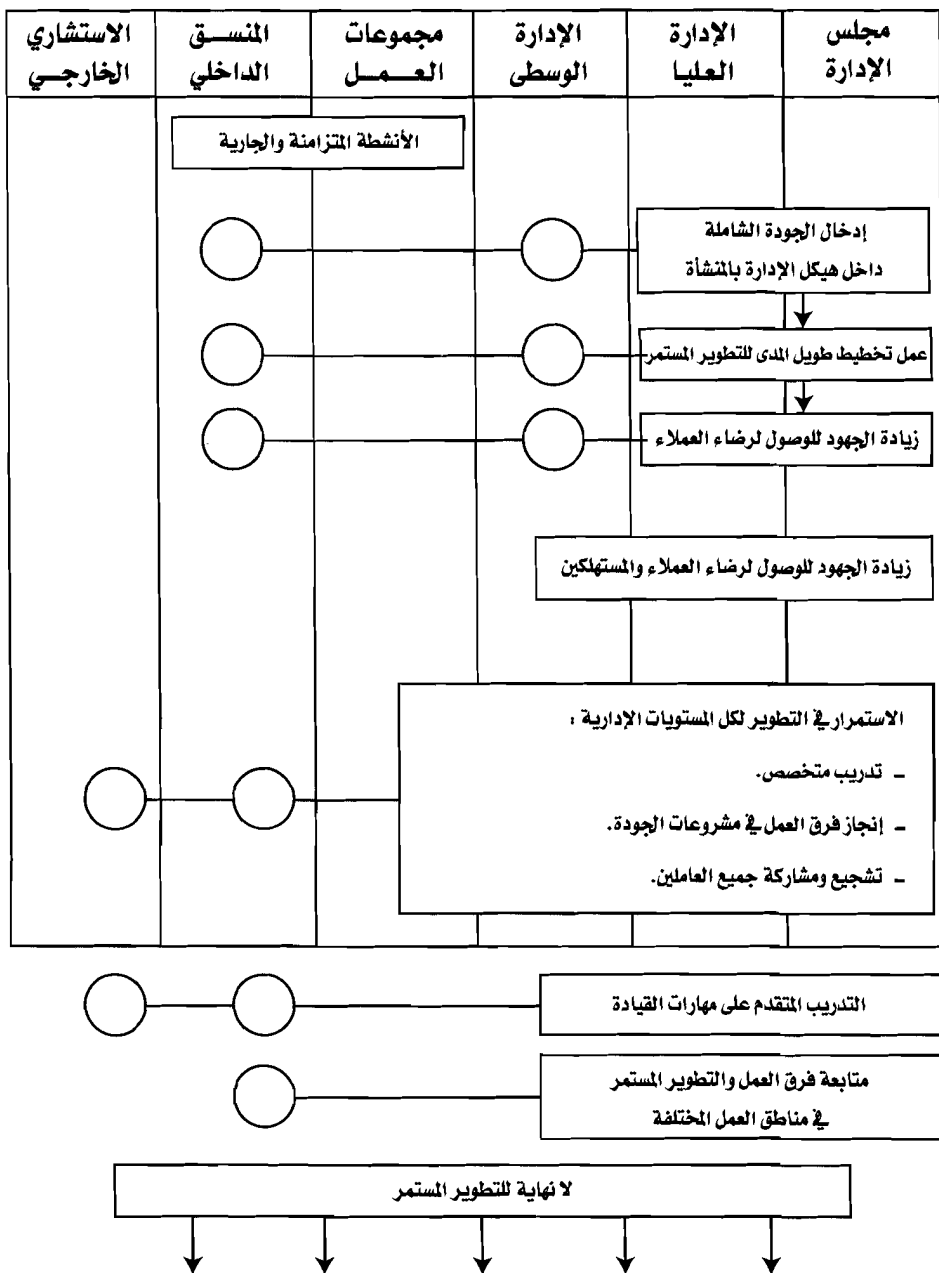 مجلس الإدارة
الإدارة العليا
الإدارة الوسطى
مجموعات العمل
المنسق الداخلي
الاستشاري الخارجي
الأنشطة المتزامنة والجارية
إدخال الجودة الشاملة
داخل هيكل الإدارة بالمنشأة
عمل تخطيط طويل المدى للتطوير المستمر
زيادة الجهود للوصول لرضاء العملاء
زيادة الجهود للوصول لرضاء العملاء والمستهلكين
الاستمرار في التطوير لكل المستويات الإدارية :
- تدريب متخصص.
- إنجاز فرق العمل في مشروعات الجودة.
- تشجيع ومشاركة جميع العاملين.
التدريب المتقدم على مهارات القيادة
متابعة فرق العمل والتطوير المستمر
في مناطق العمل المختلفة
لا نهاية للتطوير المستمر